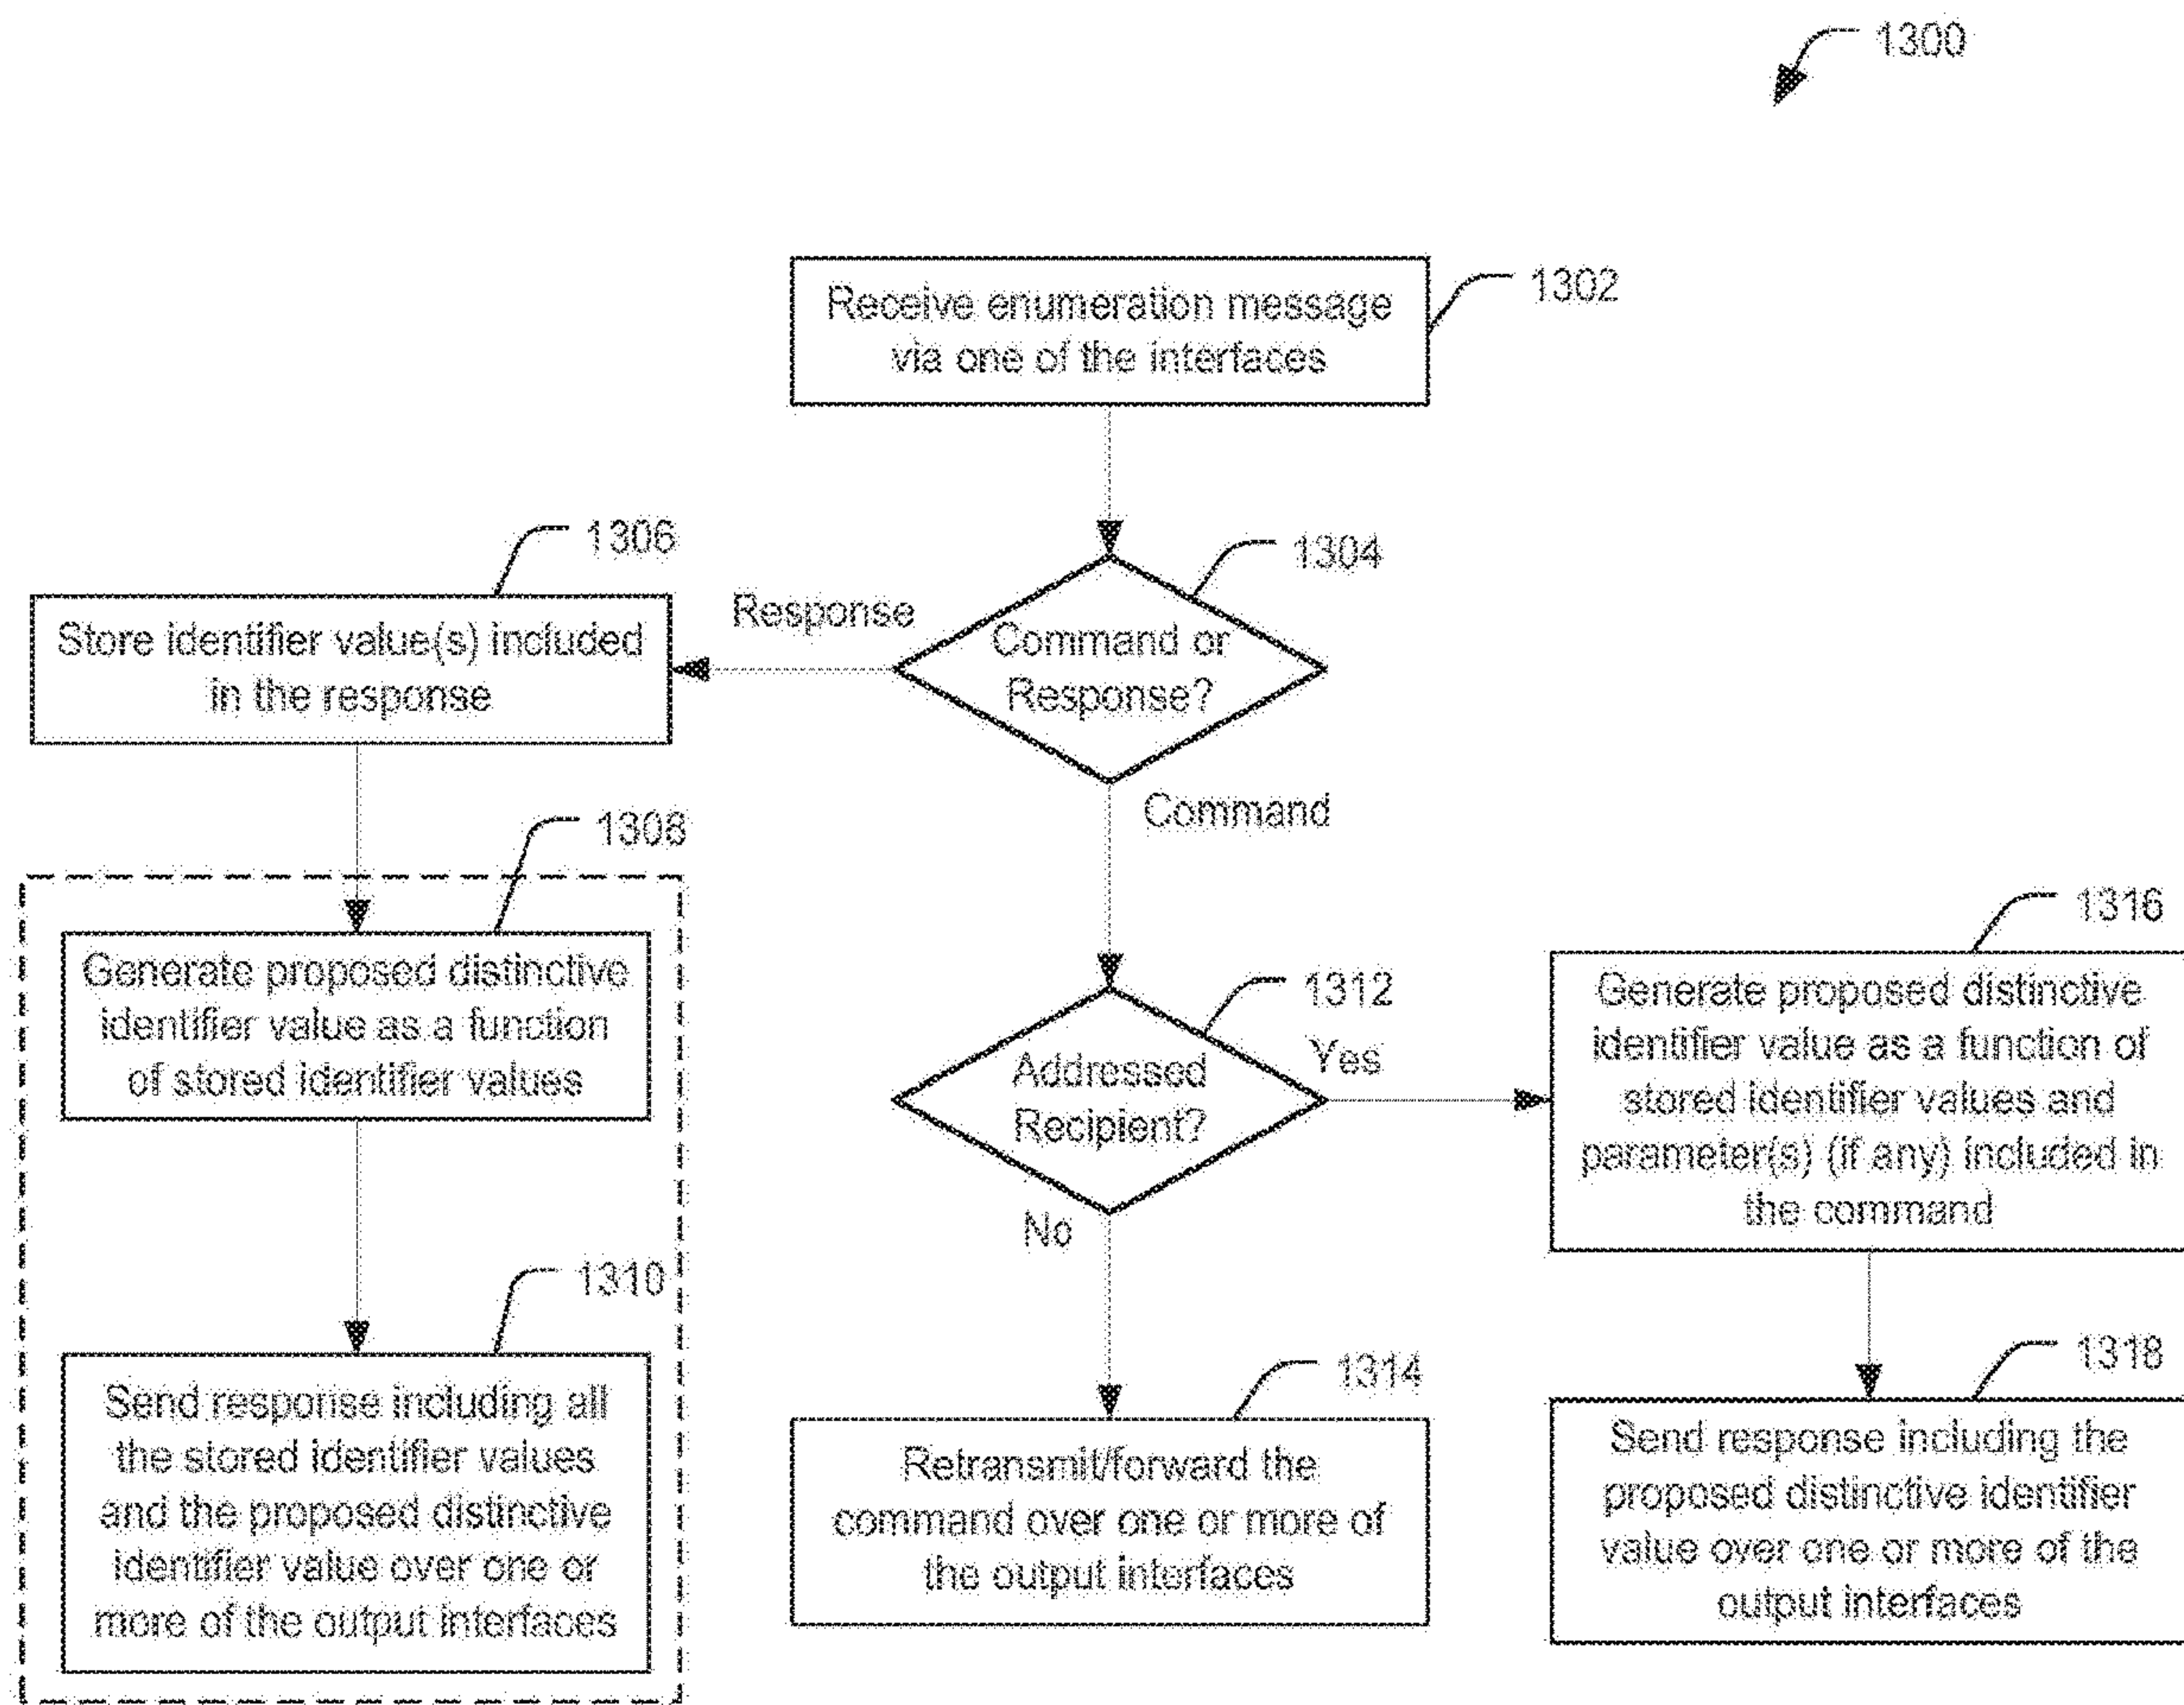 1300
Receive enumeration message
via one of the interfaces
1302
1304
Command or
Response?
Response
Command
1306
Store identifier value(s) included
in the response
1308
Generate proposed distinctive
identifier value as a function
of stored identifier values
1310
Send response including all
the stored identifier values
and the proposed distinctive
identifier value over one or
more of the output interfaces
1312
Addressed
Recipient?
Yes
No
1314
Retransmit/forward the
command over one or more of
the output interfaces
1316
Generate proposed distinctive
identifier value as a function of
stored identifier values and
parameter(s) (if any) included in
the command
1318
Send response including the
proposed distinctive identifier
value over one or more of the
output interfaces